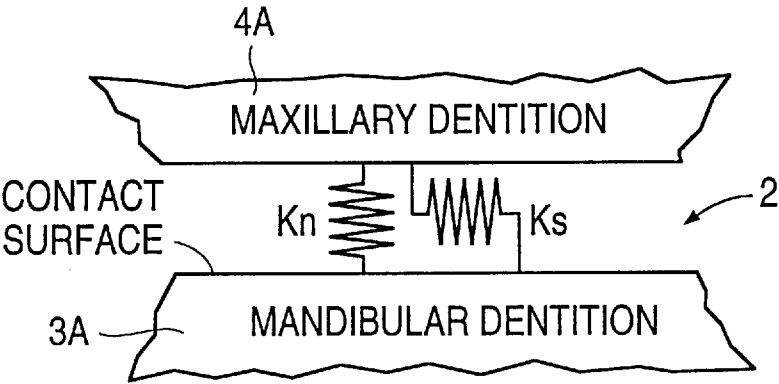 4A
MAXILLARY DENTITION
CONTACT
SURFACE
Kn
Ks
2
3A
MANDIBULAR DENTITION